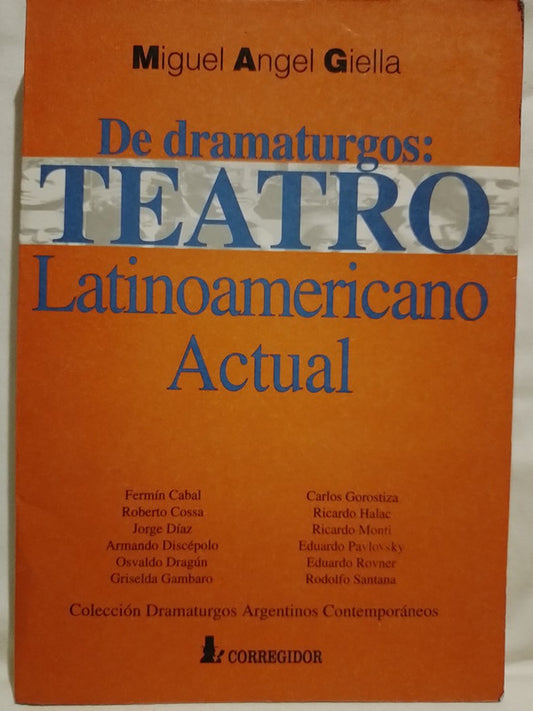 Miguel Angel Giella
De dramaturgos:
TEATRO
Latinoamericano
Actual
Fermín Cabal
Roberto Cossa
Jorge Díaz
Armando Discépolo
Osvaldo Dragún
Griselda Gambaro
Carlos Gorostiza
Ricardo Halac
Ricardo Monti
Eduardo Pavlovsky
Eduardo Rovner
Rodolfo Santana
Colección Dramaturgos Argentinos Contemporáneos
CORREGIDOR